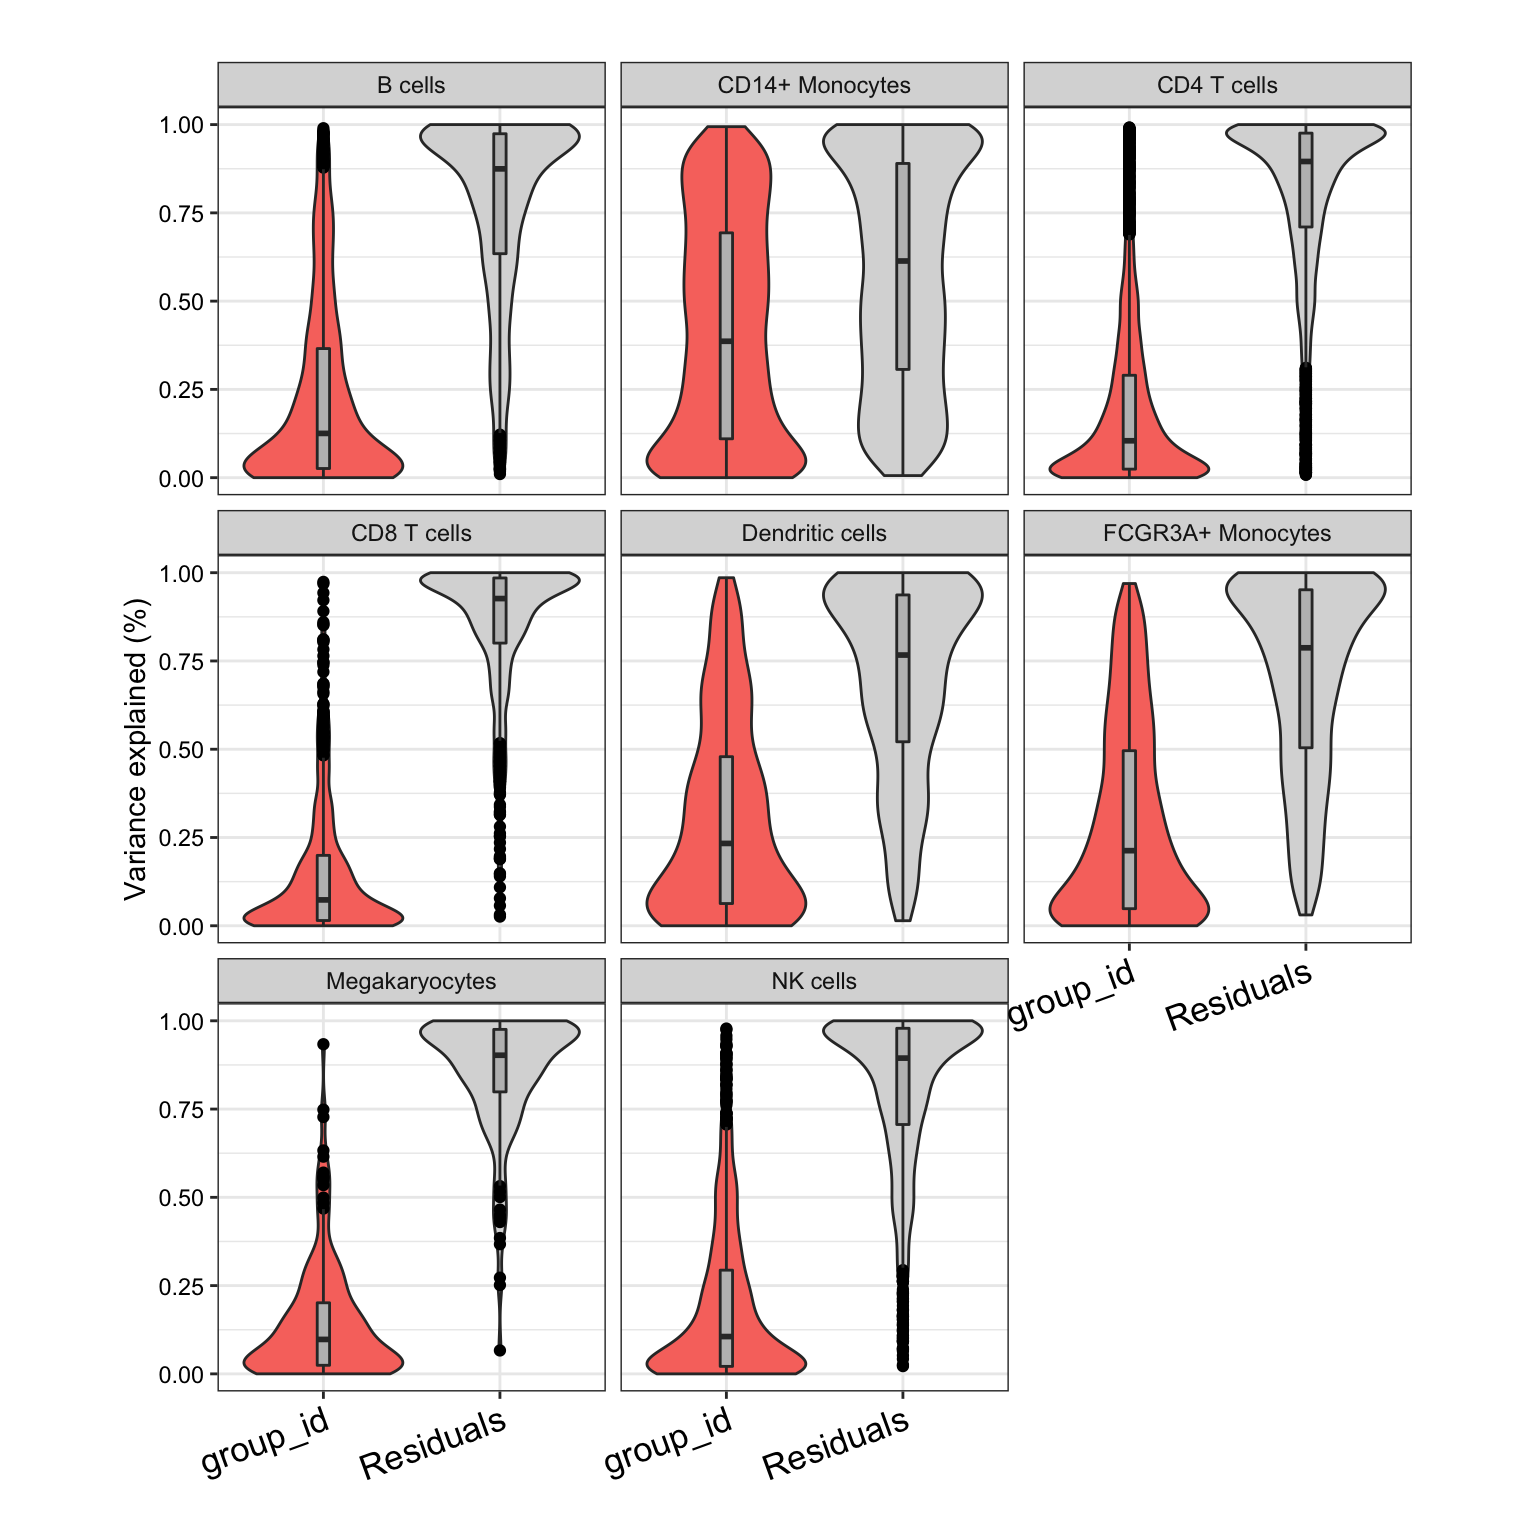 B cells
CD14+ Monocytes
CD4 T cells
1.00
0.75
0.50
0.25
0.00
CD8 T cells
Dendritic cells
FCGR3A+ Monocytes
1.00
0.75
0.50
0.25
0.00
Variance explained (%)
group_id
Residuals
Megakaryocytes
NK cells
1.00
0.75
0.50
0.25
0.00
group_id
Residuals
group_id
Residuals